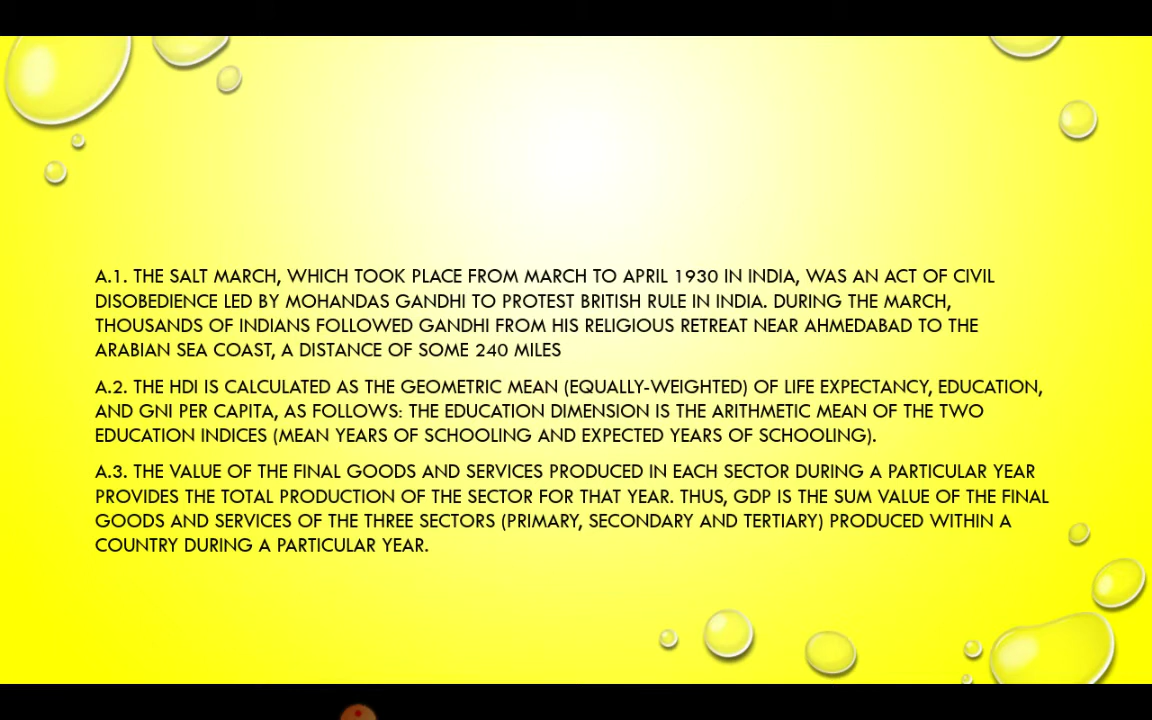 A.1. THE SALT MARCH, WHICH TOOK PLACE FROM MARCH TO APRIL 1930 IN INDIA, WAS AN ACT OF CIVIL
DISOBEDIENCE LED BY MOHANDAS GANDHI TO PROTEST BRITISH RULE IN INDIA. DURING THE MARCH,
THOUSANDS OF INDIANS FOLLOWED GANDHI FROM HIS RELIGIOUS RETREAT NEAR AHMEDABAD TO THE
ARABIAN SEA COAST, A DISTANCE OF SOME 240 MILES
A.2. THE HDI IS CALCULATED AS THE GEOMETRIC MEAN (EQUALLY-WEIGHTED) OF LIFE EXPECTANCY, EDUCATION,
AND GNI PER CAPITA, AS FOLLOWS: THE EDUCATION DIMENSION IS THE ARITHMETIC MEAN OF THE TWO
EDUCATION INDICES (MEAN YEARS OF SCHOOLING AND EXPECTED YEARS OF SCHOOLING).
A.3. THE VALUE OF THE FINAL GOODS AND SERVICES PRODUCED IN EACH SECTOR DURING A PARTICULAR YEAR
PROVIDES THE TOTAL PRODUCTION OF THE SECTOR FOR THAT YEAR. THUS, GDP IS THE SUM VALUE OF THE FINAL
GOODS AND SERVICES OF THE THREE SECTORS (PRIMARY, SECONDARY AND TERTIARY) PRODUCED WITHIN A
COUNTRY DURING A PARTICULAR YEAR.